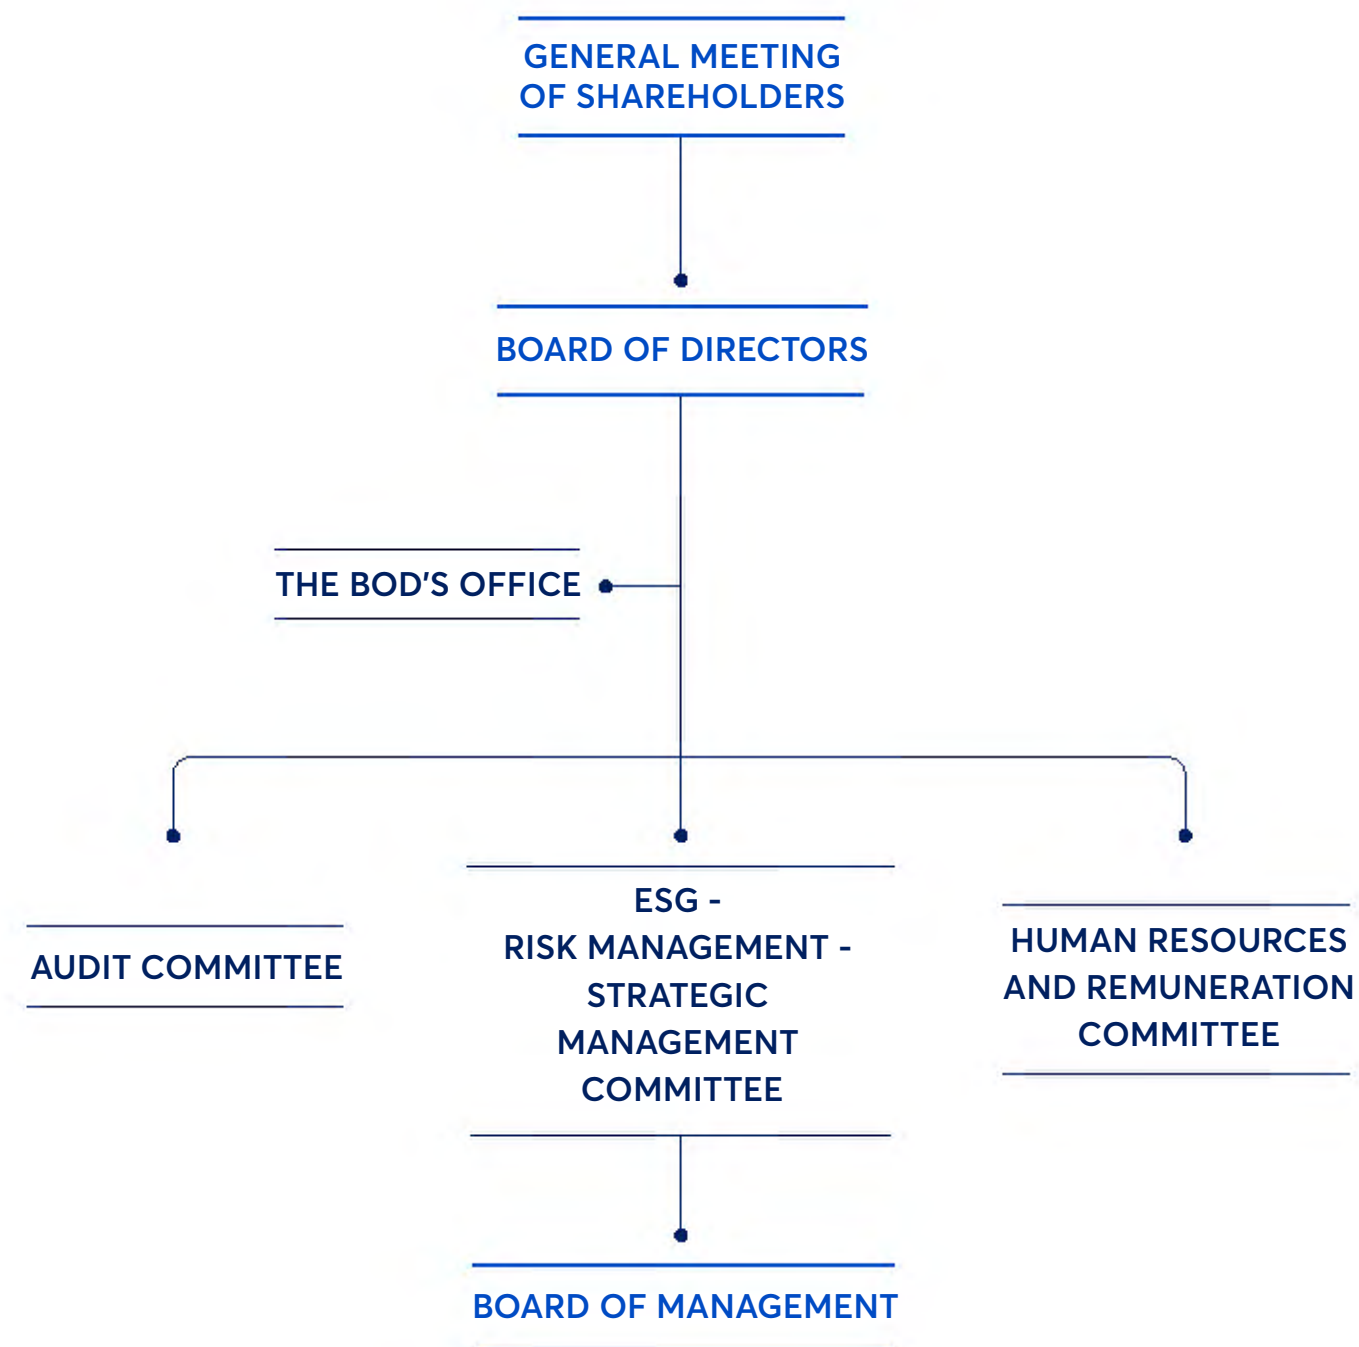 GENERAL MEETING
OF SHAREHOLDERS
BOARD OF DIRECTORS
THE BOD'S OFFICE
AUDIT COMMITTEE
ESG -
RISK MANAGEMENT -
STRATEGIC
MANAGEMENT
COMMITTEE
HUMAN RESOURCES
AND REMUNERATION
COMMITTEE
BOARD OF MANAGEMENT